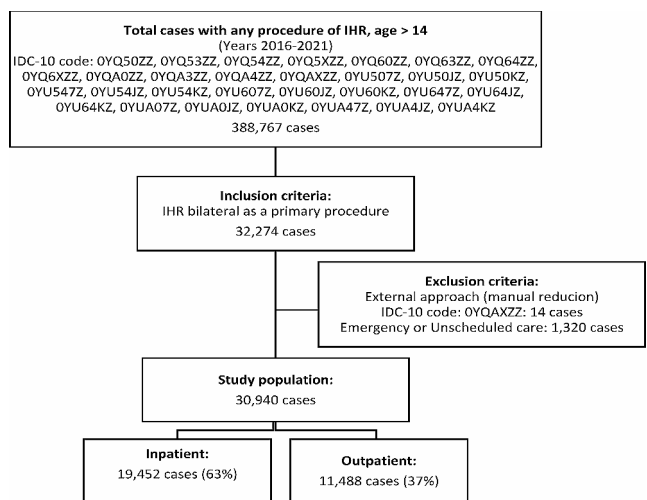 Total cases with any procedure of IHR, age > 14
(Years 2016-2021)
IDC-10 code: 0YQ50ZZ, 0YQ53ZZ, 0YQ54ZZ, 0YQ5XZZ, 0YQ60ZZ, 0YQ63ZZ, 0YQ64ZZ,
0YQ6XZZ, 0YQA0ZZ, 0YQA3ZZ, 0YQA4ZZ, 0YQAXZZ, 0YU507Z, 0YU50JZ, 0YU50KZ,
0YU547Z, 0YU54JZ, 0YU54KZ, 0YU607Z, 0YU60JZ, 0YU60KZ, 0YU647Z, 0YU64JZ,
0YU64KZ, 0YUA07Z, 0YUA0JZ, 0YUA0KZ, 0YUA47Z, 0YUA4JZ, 0YUA4KZ
388,767 cases
Inclusion criteria:
IHR bilateral as a primary procedure
32,274 cases
Exclusion criteria:
External approach (manual reducion)
IDC-10 code: 0YQAXZZ: 14 cases
Emergency or Unscheduled care: 1,320 cases
Study population:
30,940 cases
Inpatient:
19,452 cases (63%)
Outpatient:
11,488 cases (37%)